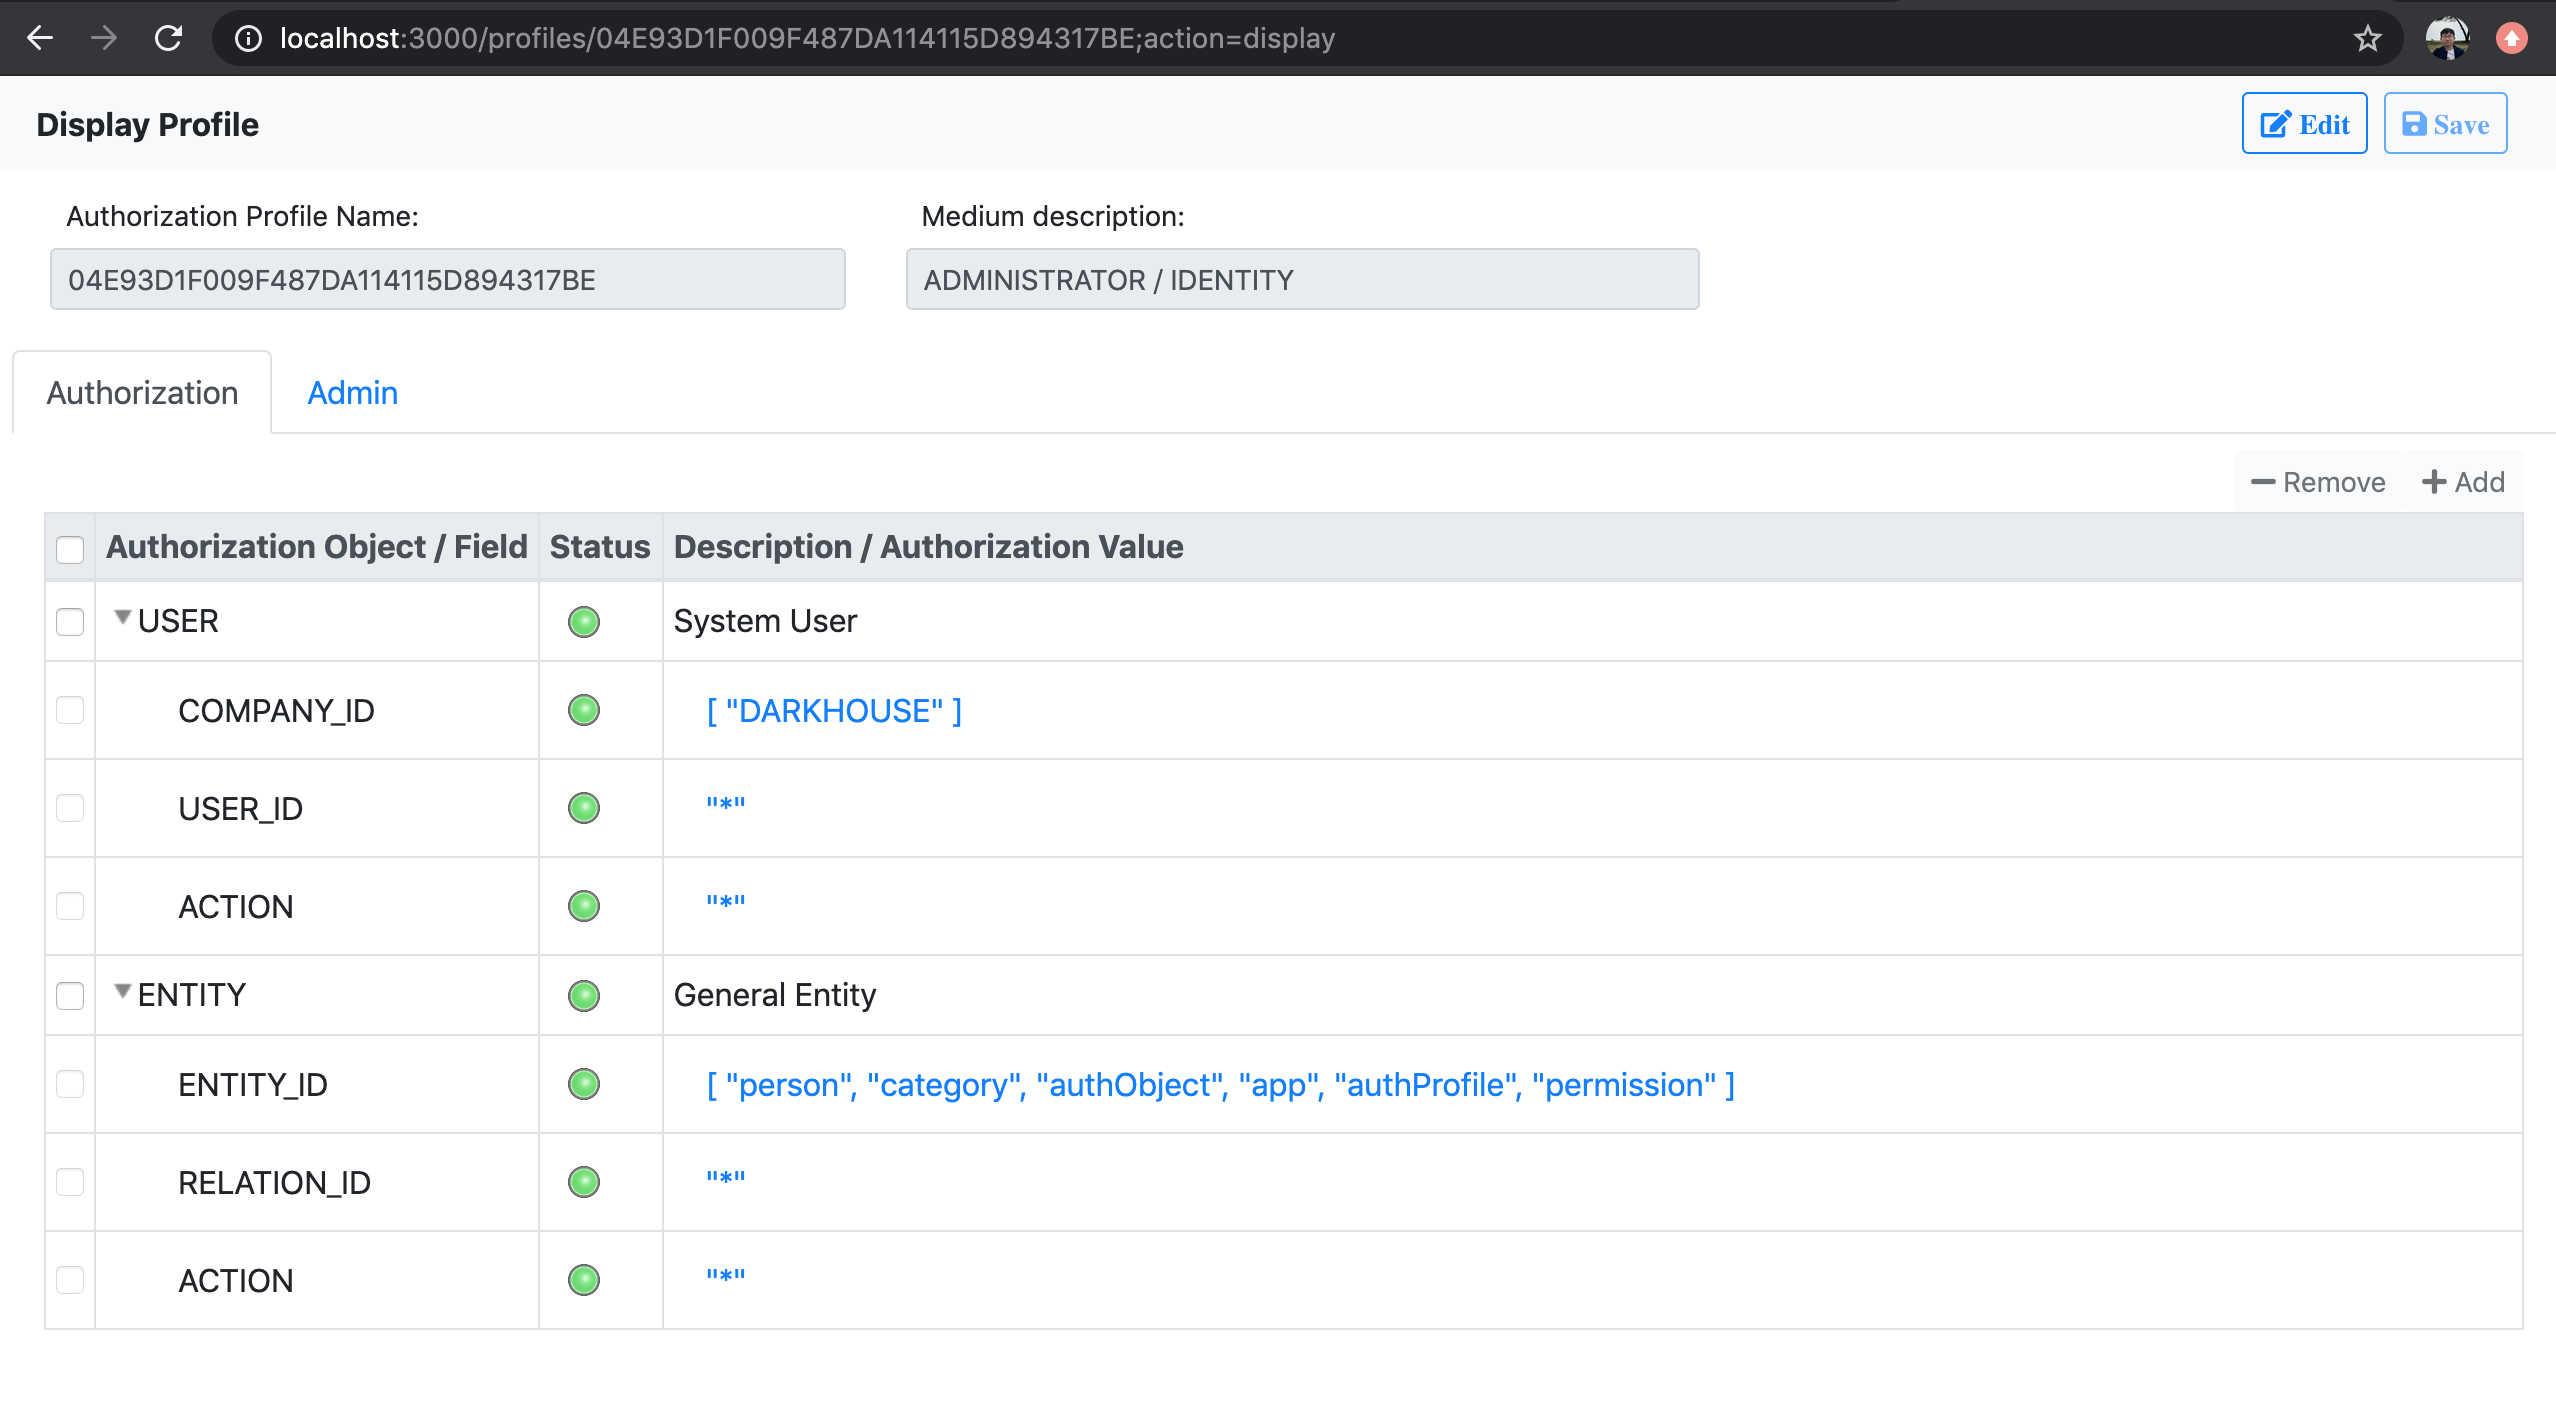 localhost:3000/profiles/04E93D1F009F487DA114115D894317BE;action=display
Display Profile
Edit
Save
Authorization Profile Name:
Medium description:
04E93D1F009F487DA114115D894317BE
ADMINISTRATOR / IDENTITY
Authorization
Admin
Remove
Add
Authorization Object / Field Status Description / Authorization Value
USER System User
COMPANY_ID [ "DARKHOUSE" ]
USER_ID "*"
ACTION "*"
ENTITY General Entity
ENTITY_ID [ "person", "category", "authObject", "app", "authProfile", "permission" ]
RELATION_ID "*"
ACTION "*"